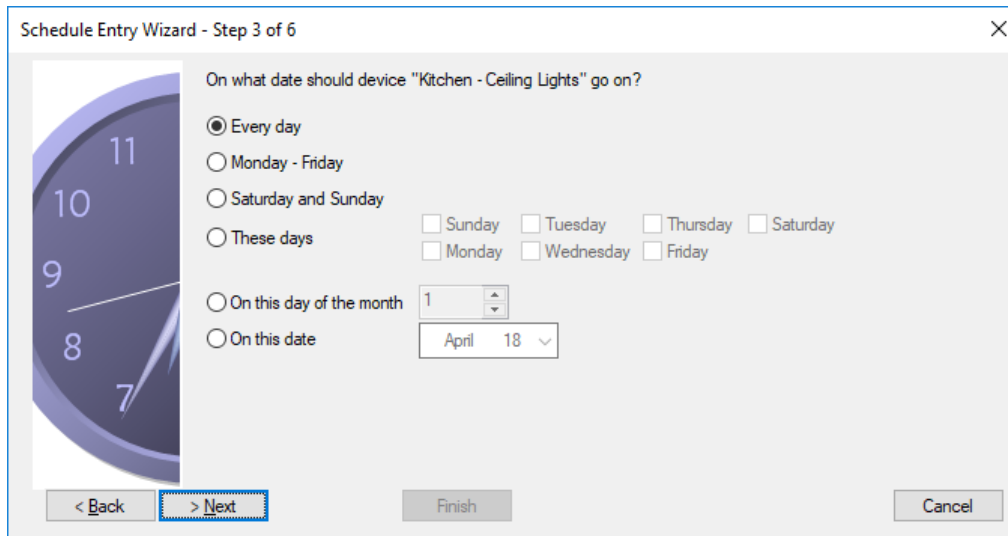 Schedule Entry Wizard - Step 3 of 6
On what date should device "Kitchen - Ceiling Lights" go on?
Every day
Monday - Friday
Saturday and Sunday
These days
Sunday Tuesday Thursday Saturday
Monday Wednesday Friday
On this day of the month 1
On this date April 18
11
10
9
8
7
< Back > Next Finish Cancel